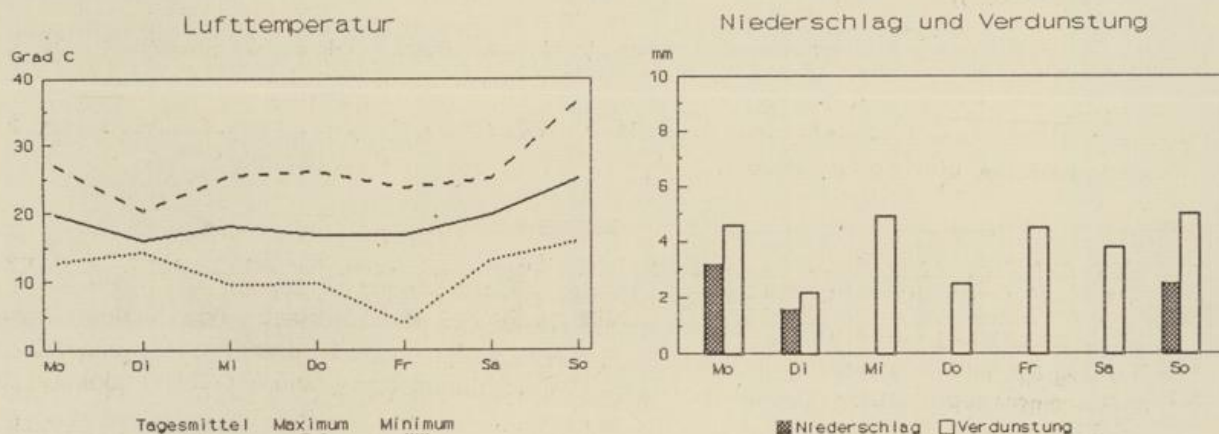 Lufttemperatur
Grad C
40
30
20
10
0
Mo Di Mi Do Fr Sa So
Tagesmittel Maximum Minimum
Niederschlag und Verdunstung
mm
10
8
6
4
2
0
Mo Di Mi Do Fr Sa So
Niederschlag Verdunstung